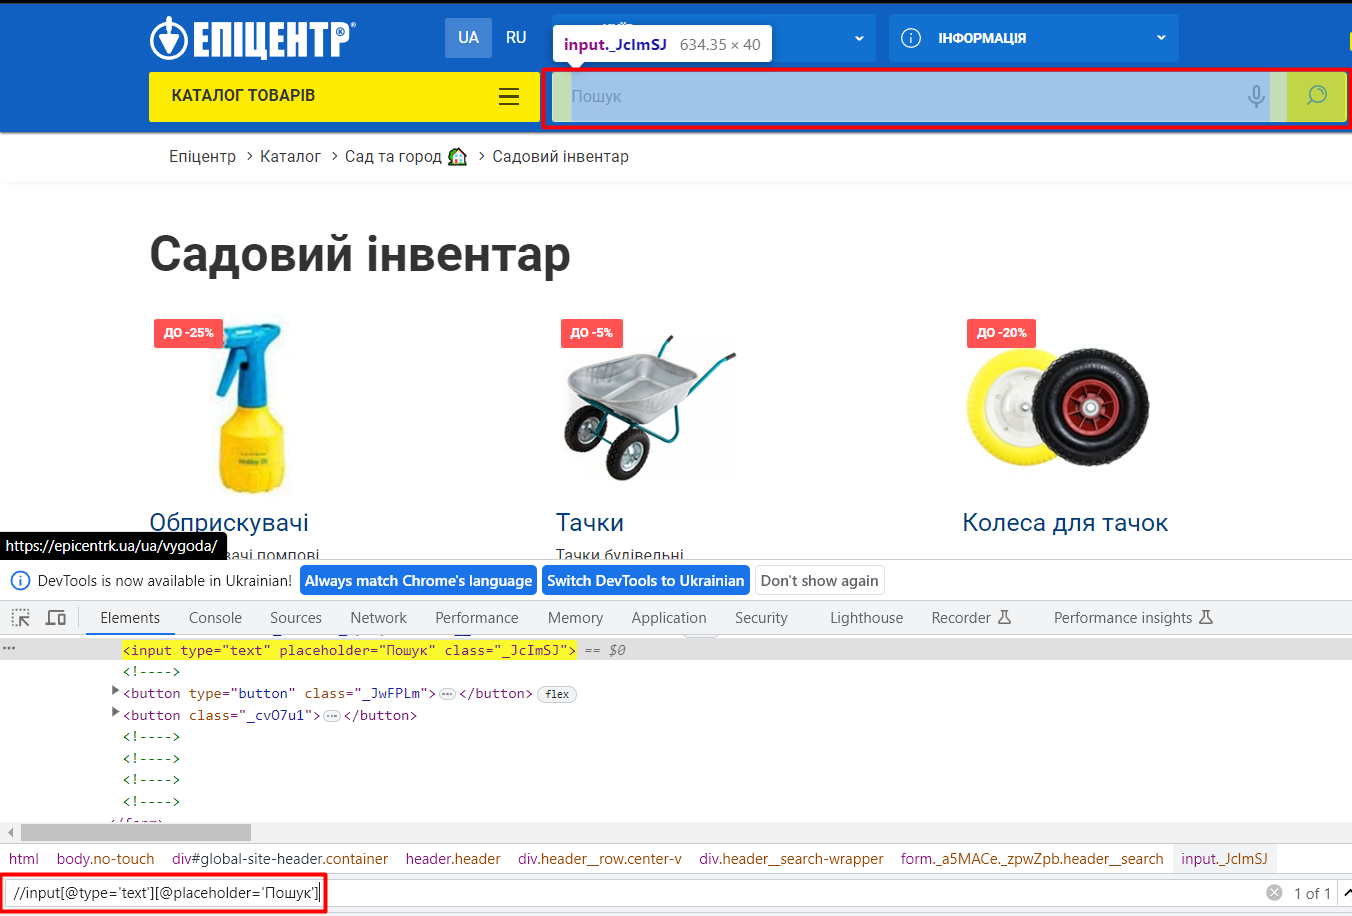 ЕПІЦЕНТР®
UA RU
ІНФОРМАЦІЯ
input._JcImSJ 634.35 × 40
КАТАЛОГ ТОВАРІВ
Пошук
Епіцентр > Каталог > Сад та город > Садовий інвентар
Садовий інвентар
ДО -25%
ДО -5%
ДО -20%
Обприскувачі
Тачки
Колеса для тачок
помпові
Тачки будівельні
https://epicentrk.ua/ua/vygoda/
DevTools is now available in Ukrainian! Always match Chrome's language Switch DevTools to Ukrainian Don't show again
Elements Console Sources Network Performance Memory Application Security Lighthouse Recorder Performance insights
<input type="text" placeholder="Пошук" class="_JcImSJ"> == $0
<!---->
<button type="button" class="_JwFPLm">…</button> flex
<button class="_cvO7u1">…</button>
<!---->
<!---->
<!---->
<!---->
</form>
html body.no-touch div#global-site-header.container header.header div.header__row.center-v div.header__search-wrapper form._a5MACe._zpwZpb.header__search input._JcImSJ
//input[@type='text'][@placeholder='Пошук']
1 of 1